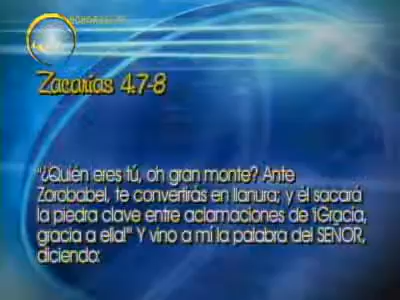 Zacarías 4.7-8
"¿Quién eres tú, oh gran monte? Ante
Zorobabel, te convertirás en llanura; y él sacará
la piedra clave entre aclamaciones de '¡Gracia,
gracia a ella!'" Y vino a mí la palabra del SEÑOR,
diciendo: